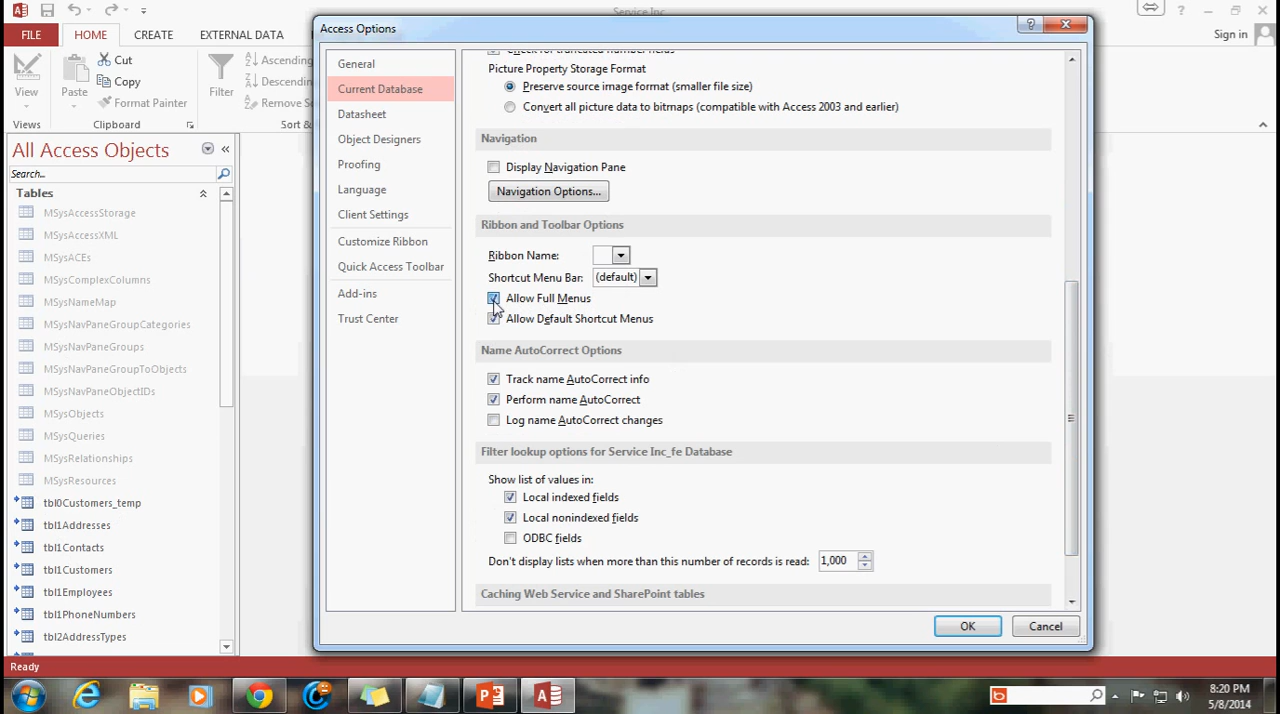 Service Inc
Access Options
FILE HOME CREATE EXTERNAL DATA
Sign in
View
Views
Paste
Cut
Copy
Format Painter
Clipboard
Filter
Ascending
Descending
Remove So
Sort &
All Access Objects
Search...
Tables
MSysAccessStorage
MSysAccessXML
MSysACEs
MSysComplexColumns
MSysNameMap
MSysNavPaneGroupCategories
MSysNavPaneGroups
MSysNavPaneGroupToObjects
MSysNavPaneObjectIDs
MSysObjects
MSysQueries
MSysRelationships
MSysResources
tbl0Customers_temp
tbl1Addresses
tbl1Contacts
tbl1Customers
tbl1Employees
tbl1PhoneNumbers
tbl2AddressTypes
General
Current Database
Datasheet
Object Designers
Proofing
Language
Client Settings
Customize Ribbon
Quick Access Toolbar
Add-ins
Trust Center
Check for truncated number fields
Picture Property Storage Format
Preserve source image format (smaller file size)
Convert all picture data to bitmaps (compatible with Access 2003 and earlier)
Navigation
Display Navigation Pane
Navigation Options...
Ribbon and Toolbar Options
Ribbon Name:
Shortcut Menu Bar: (default)
Allow Full Menus
Allow Default Shortcut Menus
Name AutoCorrect Options
Track name AutoCorrect info
Perform name AutoCorrect
Log name AutoCorrect changes
Filter lookup options for Service Inc_fe Database
Show list of values in:
Local indexed fields
Local nonindexed fields
ODBC fields
Don't display lists when more than this number of records is read: 1,000
Caching Web Service and SharePoint tables
OK Cancel
Ready
8:20 PM
5/8/2014